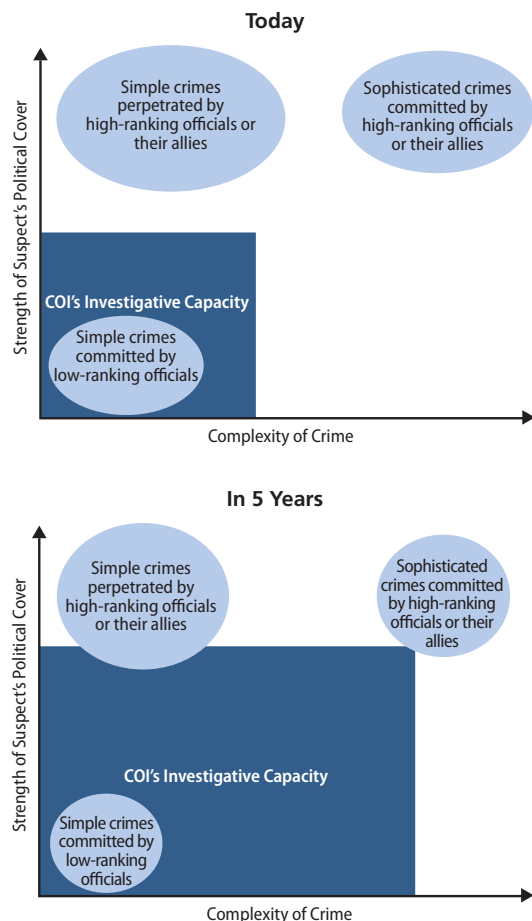 Today
Strength of Suspect's Political Cover
Simple crimes
perpetrated by
high-ranking officials or
their allies
Sophisticated crimes
committed by
high-ranking officials
or their allies
COI's Investigative Capacity
Simple crimes
committed by
low-ranking officials
Complexity of Crime
In 5 Years
Strength of Suspect's Political Cover
Simple crimes
perpetrated by
high-ranking officials
or their allies
Sophisticated
crimes committed
by high-ranking
officials or their
allies
COI's Investigative Capacity
Simple crimes
committed by
low-ranking
officials
Complexity of Crime